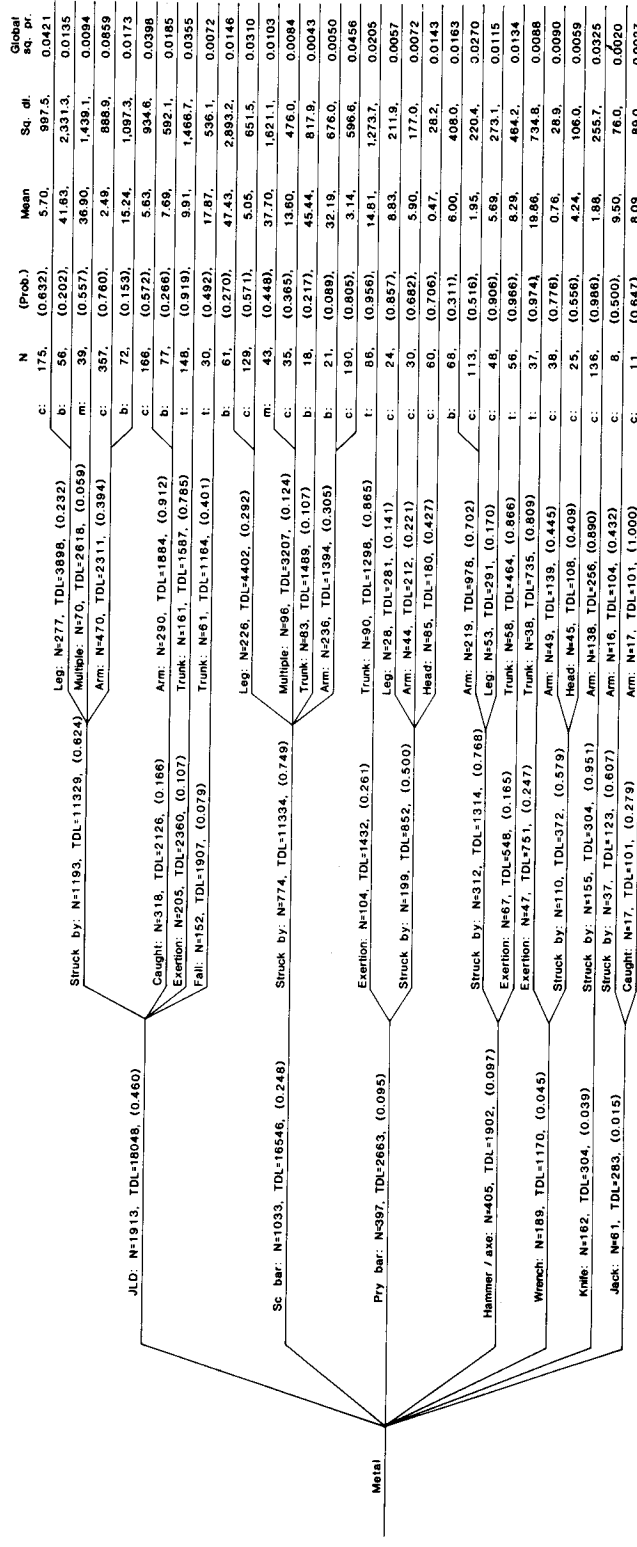 Metal
JLD: N=1913, TDL=18048, (0.460)
Sc bar: N=1033, TDL=16546, (0.248)
Pry bar: N=397, TDL=2663, (0.095)
Hammer / axe: N=405, TDL=1902, (0.097)
Wrench: N=189, TDL=1170, (0.045)
Knife: N=162, TDL=304, (0.039)
Jack: N=61, TDL=283, (0.015)
Struck by: N=1193, TDL=11329, (0.624)
Caught: N=318, TDL=2126, (0.166)
Exertion: N=205, TDL=2360, (0.107)
Fall: N=152, TDL=1907, (0.079)
Struck by: N=774, TDL=11334, (0.749)
Exertion: N=104, TDL=1432, (0.261)
Struck by: N=199, TDL=852, (0.500)
Struck by: N=312, TDL=1314, (0.768)
Exertion: N=67, TDL=548, (0.165)
Exertion: N=47, TDL=751, (0.247)
Struck by: N=110, TDL=372, (0.579)
Struck by: N=155, TDL=304, (0.951)
Struck by: N=37, TDL=123, (0.607)
Caught: N=17, TDL=101, (0.279)
Leg: N=277, TDL=3898, (0.232)
Multiple: N=70, TDL=2618, (0.059)
Arm: N=470, TDL=2311, (0.394)
Arm: N=290, TDL=1884, (0.912)
Trunk: N=161, TDL=1587, (0.785)
Trunk: N=61, TDL=1164, (0.401)
Leg: N=226, TDL=4402, (0.292)
Multiple: N=96, TDL=3207, (0.124)
Trunk: N=83, TDL=1489, (0.107)
Arm: N=236, TDL=1394, (0.305)
Trunk: N=90, TDL=1298, (0.865)
Leg: N=28, TDL=281, (0.141)
Arm: N=44, TDL=212, (0.221)
Head: N=85, TDL=180, (0.427)
Arm: N=219, TDL=978, (0.702)
Leg: N=53, TDL=291, (0.170)
Trunk: N=58, TDL=464, (0.866)
Trunk: N=38, TDL=735, (0.809)
Arm: N=49, TDL=139, (0.445)
Head: N=45, TDL=108, (0.409)
Arm: N=138, TDL=256, (0.890)
Arm: N=16, TDL=104, (0.432)
Arm: N=17, TDL=101, (1.000)
N (Prob.) Mean Sq. dl. Global sq. pr.
c: 175, (0.632), 5.70, 997.5, 0.0421
b: 56, (0.202), 41.63, 2,331.3, 0.0135
m: 39, (0.557), 36.90, 1,439.1, 0.0094
c: 357, (0.760), 2.49, 888.9, 0.0859
b: 72, (0.153), 15.24, 1,097.3, 0.0173
c: 166, (0.572), 5.63, 934.6, 0.0398
b: 77, (0.266), 7.69, 592.1, 0.0185
t: 148, (0.919), 9.91, 1,466.7, 0.0355
t: 30, (0.492), 17.87, 536.1, 0.0072
b: 61, (0.270), 47.43, 2,893.2, 0.0146
c: 129, (0.571), 5.05, 651.5, 0.0310
m: 43, (0.448), 37.70, 1,621.1, 0.0103
c: 35, (0.365), 13.60, 476.0, 0.0084
b: 18, (0.217), 45.44, 817.9, 0.0043
b: 21, (0.089), 32.19, 676.0, 0.0050
c: 190, (0.805), 3.14, 596.6, 0.0456
t: 86, (0.956), 14.81, 1,273.7, 0.0205
c: 24, (0.857), 8.83, 211.9, 0.0057
c: 30, (0.682), 5.90, 177.0, 0.0072
c: 60, (0.706), 0.47, 28.2, 0.0143
b: 68, (0.311), 6.00, 408.0, 0.0163
c: 113, (0.516), 1.95, 220.4, 0.0270
c: 48, (0.906), 5.69, 273.1, 0.0115
t: 56, (0.966), 8.29, 464.2, 0.0134
t: 37, (0.974), 19.86, 734.8, 0.0088
c: 38, (0.776), 0.76, 28.9, 0.0090
c: 25, (0.556), 4.24, 106.0, 0.0059
c: 136, (0.986), 1.88, 255.7, 0.0325
c: 8, (0.500), 9.50, 76.0, 0.0020
c: 11, (0.647), 8.09, 89.0,